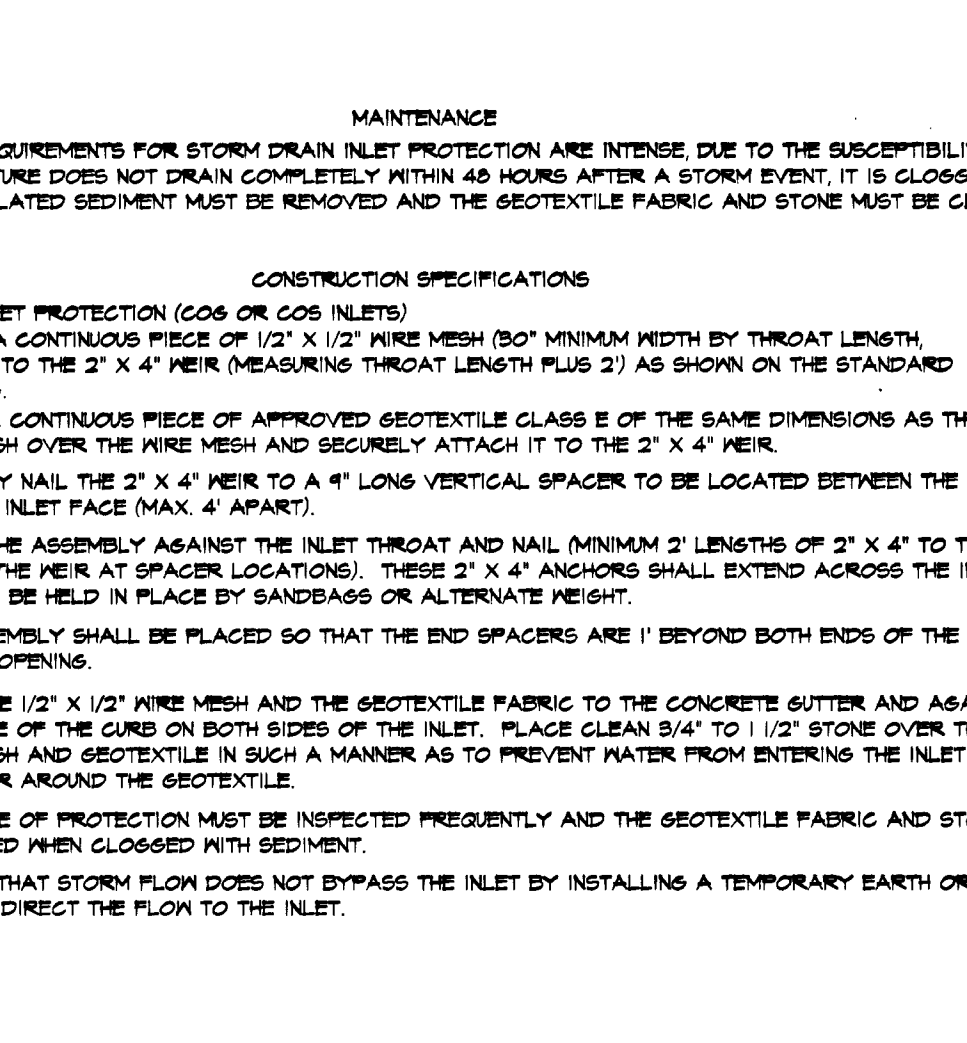 MAINTENANCE
QUIREMENTS FOR STORM DRAIN INLET PROTECTION ARE INTENSE, DUE TO THE SUSCEPTIBILI
TURE DOES NOT DRAIN COMPLETELY WITHIN 48 HOURS AFTER A STORM EVENT, IT IS CLOGG
LATED SEDIMENT MUST BE REMOVED AND THE GEOTEXTILE FABRIC AND STONE MUST BE CL
CONSTRUCTION SPECIFICATIONS
ET PROTECTION (COG OR COS INLETS)
A CONTINUOUS PIECE OF 1/2" X 1/2" WIRE MESH (30" MINIMUM WIDTH BY THROAT LENGTH,
TO THE 2" X 4" WEIR (MEASURING THROAT LENGTH PLUS 2') AS SHOWN ON THE STANDARD
.
CONTINUOUS PIECE OF APPROVED GEOTEXTILE CLASS E OF THE SAME DIMENSIONS AS TH
SH OVER THE WIRE MESH AND SECURELY ATTACH IT TO THE 2" X 4" WEIR.
Y NAIL THE 2" X 4" WEIR TO A 9" LONG VERTICAL SPACER TO BE LOCATED BETWEEN THE
INLET FACE (MAX. 4' APART).
HE ASSEMBLY AGAINST THE INLET THROAT AND NAIL (MINIMUM 2' LENGTHS OF 2" X 4" TO T
THE WEIR AT SPACER LOCATIONS). THESE 2" X 4" ANCHORS SHALL EXTEND ACROSS THE I
BE HELD IN PLACE BY SANDBAGS OR ALTERNATE WEIGHT.
EMBLY SHALL BE PLACED SO THAT THE END SPACERS ARE 1' BEYOND BOTH ENDS OF THE
OPENING.
E 1/2" X 1/2" WIRE MESH AND THE GEOTEXTILE FABRIC TO THE CONCRETE GUTTER AND AGA
E OF THE CURB ON BOTH SIDES OF THE INLET. PLACE CLEAN 3/4" TO 1 1/2" STONE OVER T
SH AND GEOTEXTILE IN SUCH A MANNER AS TO PREVENT WATER FROM ENTERING THE INLET
R AROUND THE GEOTEXTILE.
E OF PROTECTION MUST BE INSPECTED FREQUENTLY AND THE GEOTEXTILE FABRIC AND ST
ED WHEN CLOGGED WITH SEDIMENT.
THAT STORM FLOW DOES NOT BYPASS THE INLET BY INSTALLING A TEMPORARY EARTH OR
DIRECT THE FLOW TO THE INLET.